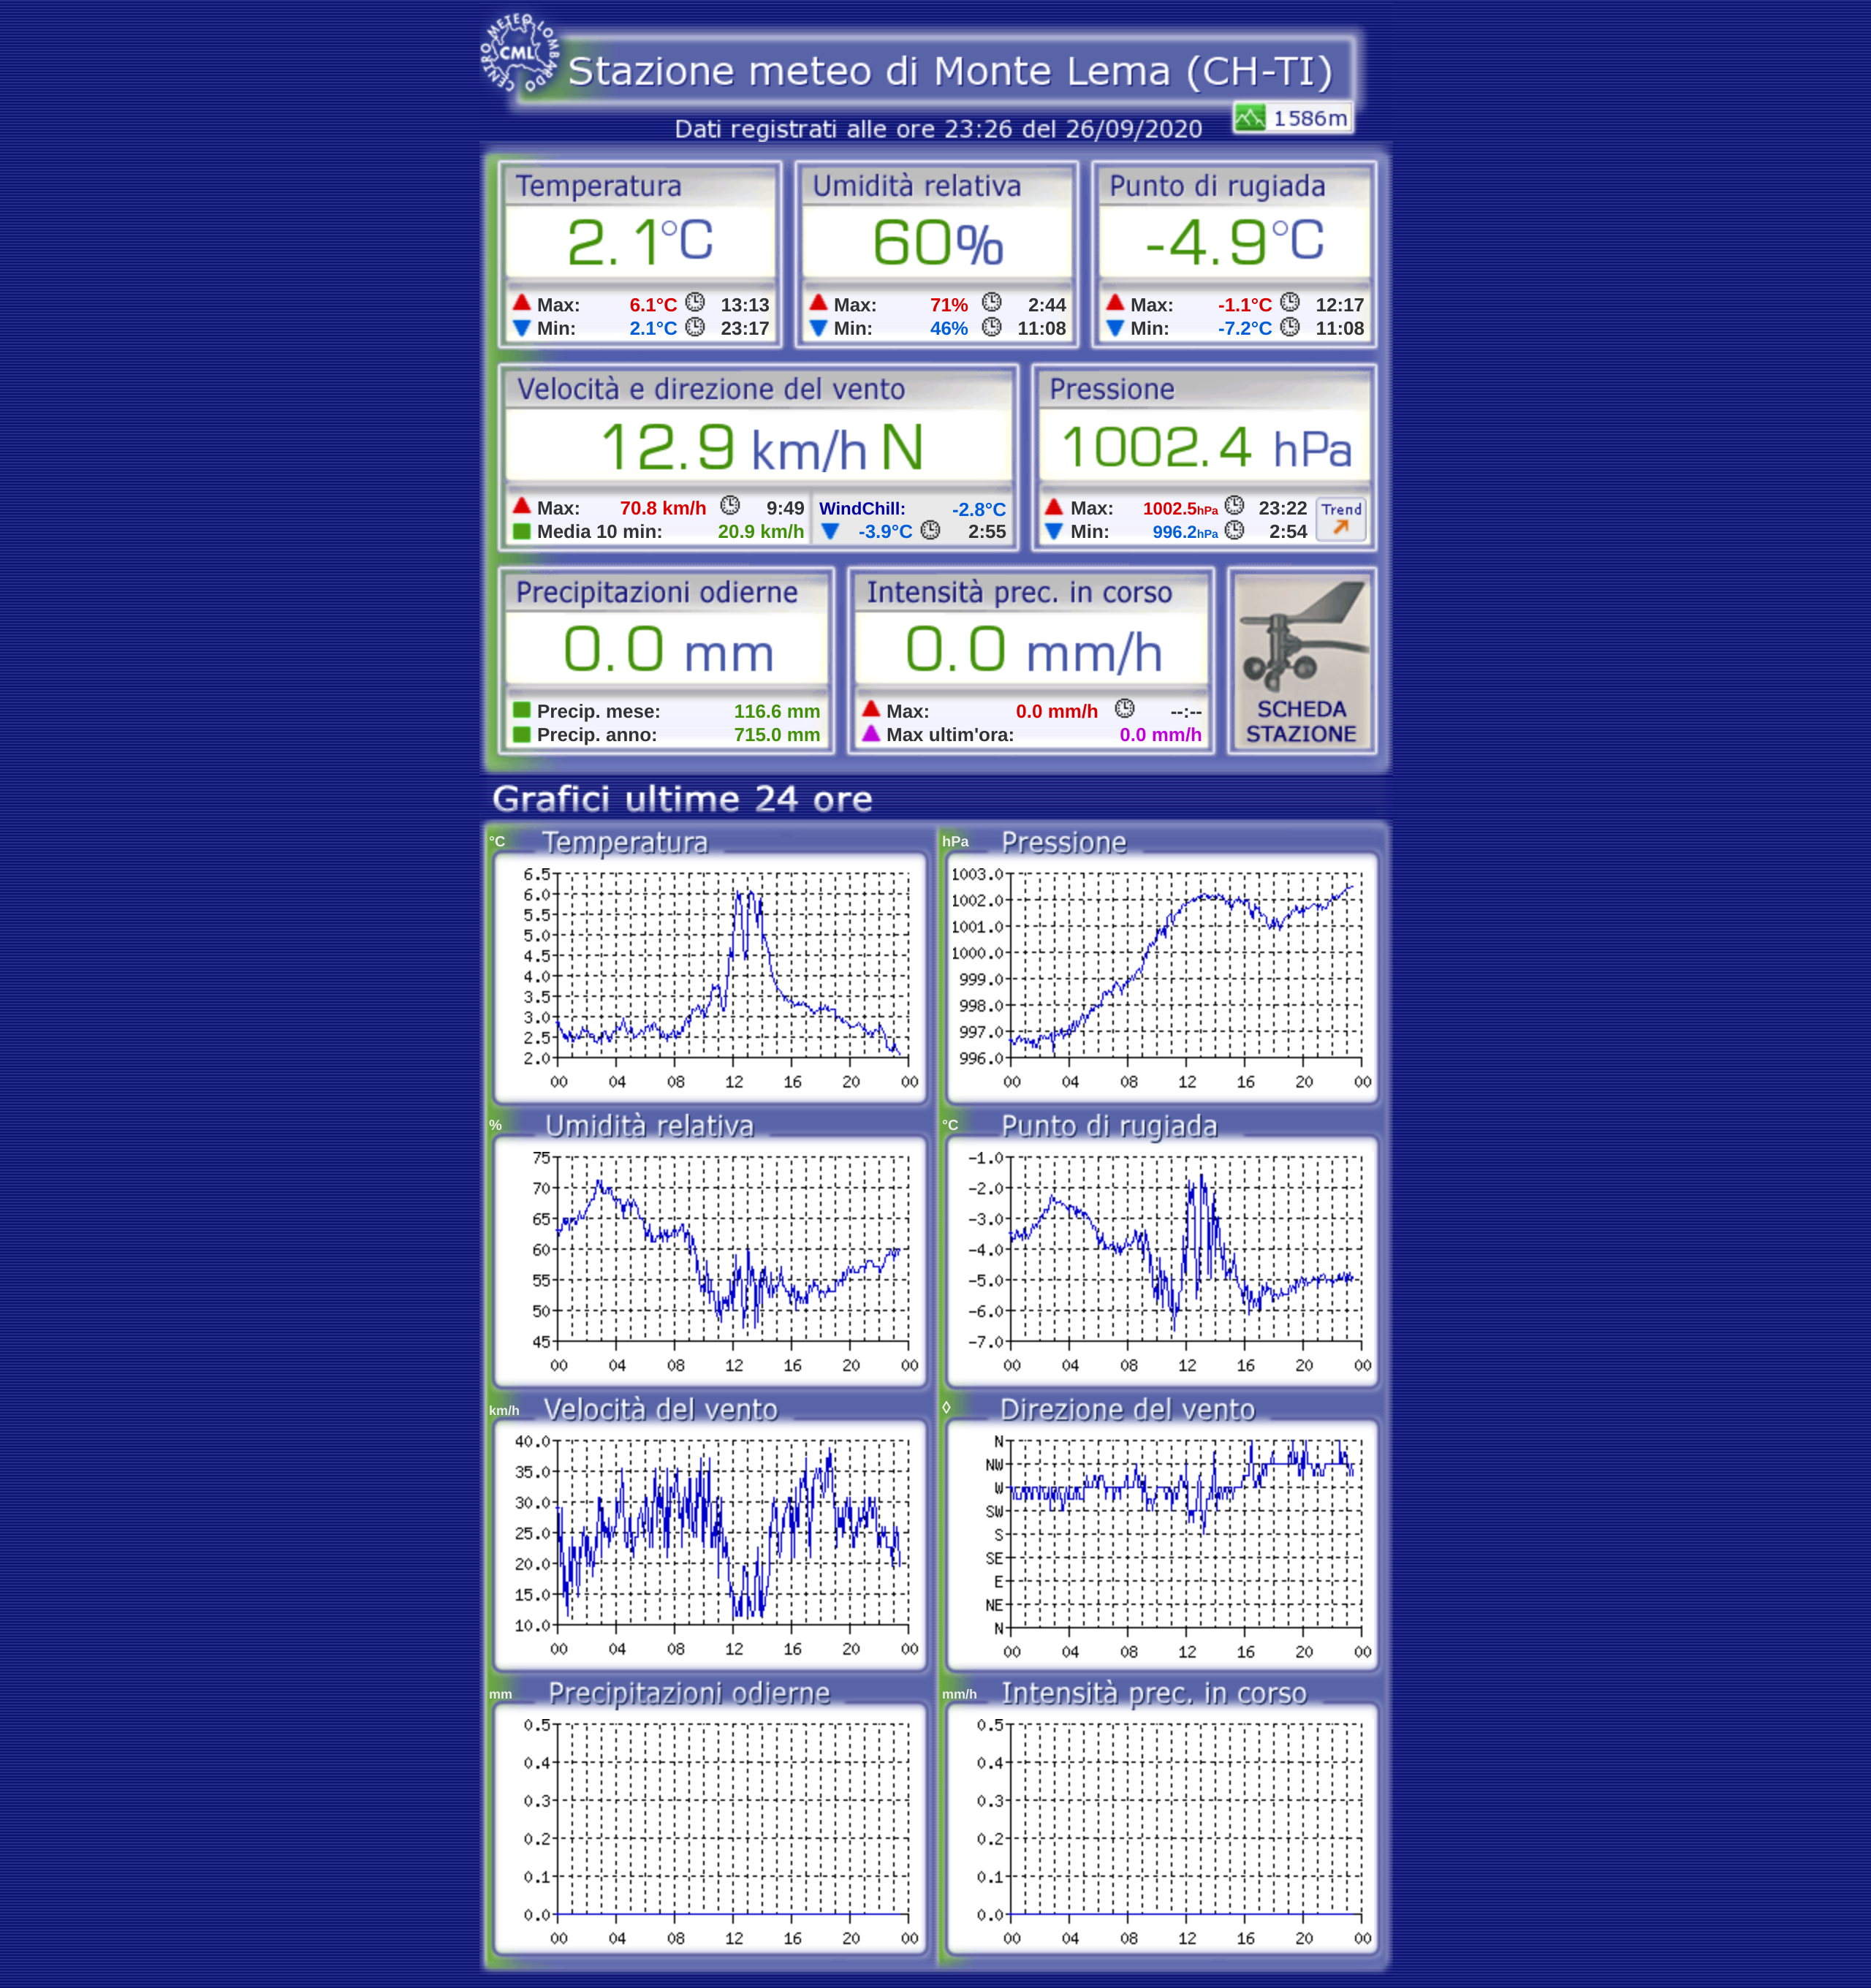 CENTRO METEO LOMBARDO
CML
Stazione meteo di Monte Lema (CH-TI)
1586m
Dati registrati alle ore 23:26 del 26/09/2020
Temperatura
2.1°C
Max: 6.1°C 13:13
Min: 2.1°C 23:17
Umidità relativa
60%
Max: 71% 2:44
Min: 46% 11:08
Punto di rugiada
-4.9°C
Max: -1.1°C 12:17
Min: -7.2°C 11:08
Velocità e direzione del vento
12.9 km/h N
Max: 70.8 km/h 9:49
Media 10 min: 20.9 km/h
WindChill: -2.8°C
-3.9°C 2:55
Pressione
1002.4 hPa
Max: 1002.5hPa 23:22
Min: 996.2hPa 2:54
Trend
Precipitazioni odierne
0.0 mm
Precip. mese: 116.6 mm
Precip. anno: 715.0 mm
Intensità prec. in corso
0.0 mm/h
Max: 0.0 mm/h --:--
Max ultim'ora: 0.0 mm/h
SCHEDA
STAZIONE
Grafici ultime 24 ore
°C Temperatura
6.5
6.0
5.5
5.0
4.5
4.0
3.5
3.0
2.5
2.0
00 04 08 12 16 20 00
hPa Pressione
1003.0
1002.0
1001.0
1000.0
999.0
998.0
997.0
996.0
00 04 08 12 16 20 00
% Umidità relativa
75
70
65
60
55
50
45
00 04 08 12 16 20 00
°C Punto di rugiada
-1.0
-2.0
-3.0
-4.0
-5.0
-6.0
-7.0
00 04 08 12 16 20 00
km/h Velocità del vento
40.0
35.0
30.0
25.0
20.0
15.0
10.0
00 04 08 12 16 20 00
◊ Direzione del vento
N
NW
W
SW
S
SE
E
NE
N
00 04 08 12 16 20 00
mm Precipitazioni odierne
0.5
0.4
0.3
0.2
0.1
0.0
00 04 08 12 16 20 00
mm/h Intensità prec. in corso
0.5
0.4
0.3
0.2
0.1
0.0
00 04 08 12 16 20 00